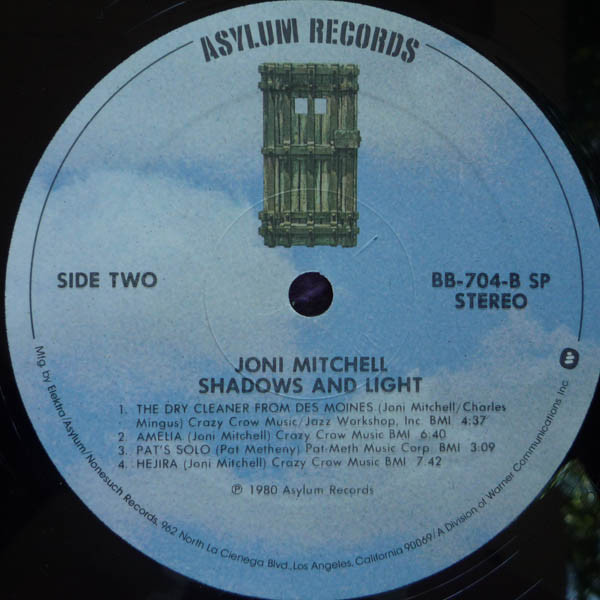 ASYLUM RECORDS
SIDE TWO
BB-704-B SP
STEREO
JONI MITCHELL
SHADOWS AND LIGHT
1. THE DRY CLEANER FROM DES MOINES (Joni Mitchell/Charles
Mingus) Crazy Crow Music/Jazz Workshop, Inc. BMI 4:37
2. AMELIA (Joni Mitchell) Crazy Crow Music BMI 6:40
3. PAT'S SOLO (Pat Metheny) Pat-Meth Music Corp. BMI 3:09
4. HEJIRA (Joni Mitchell) Crazy Crow Music BMI 7:42
℗ 1980 Asylum Records
Mfg. by Elektra/Asylum/Nonesuch Records, 962 North La Cienega Blvd., Los Angeles, California 90069/A Division of Warner Communications Inc.